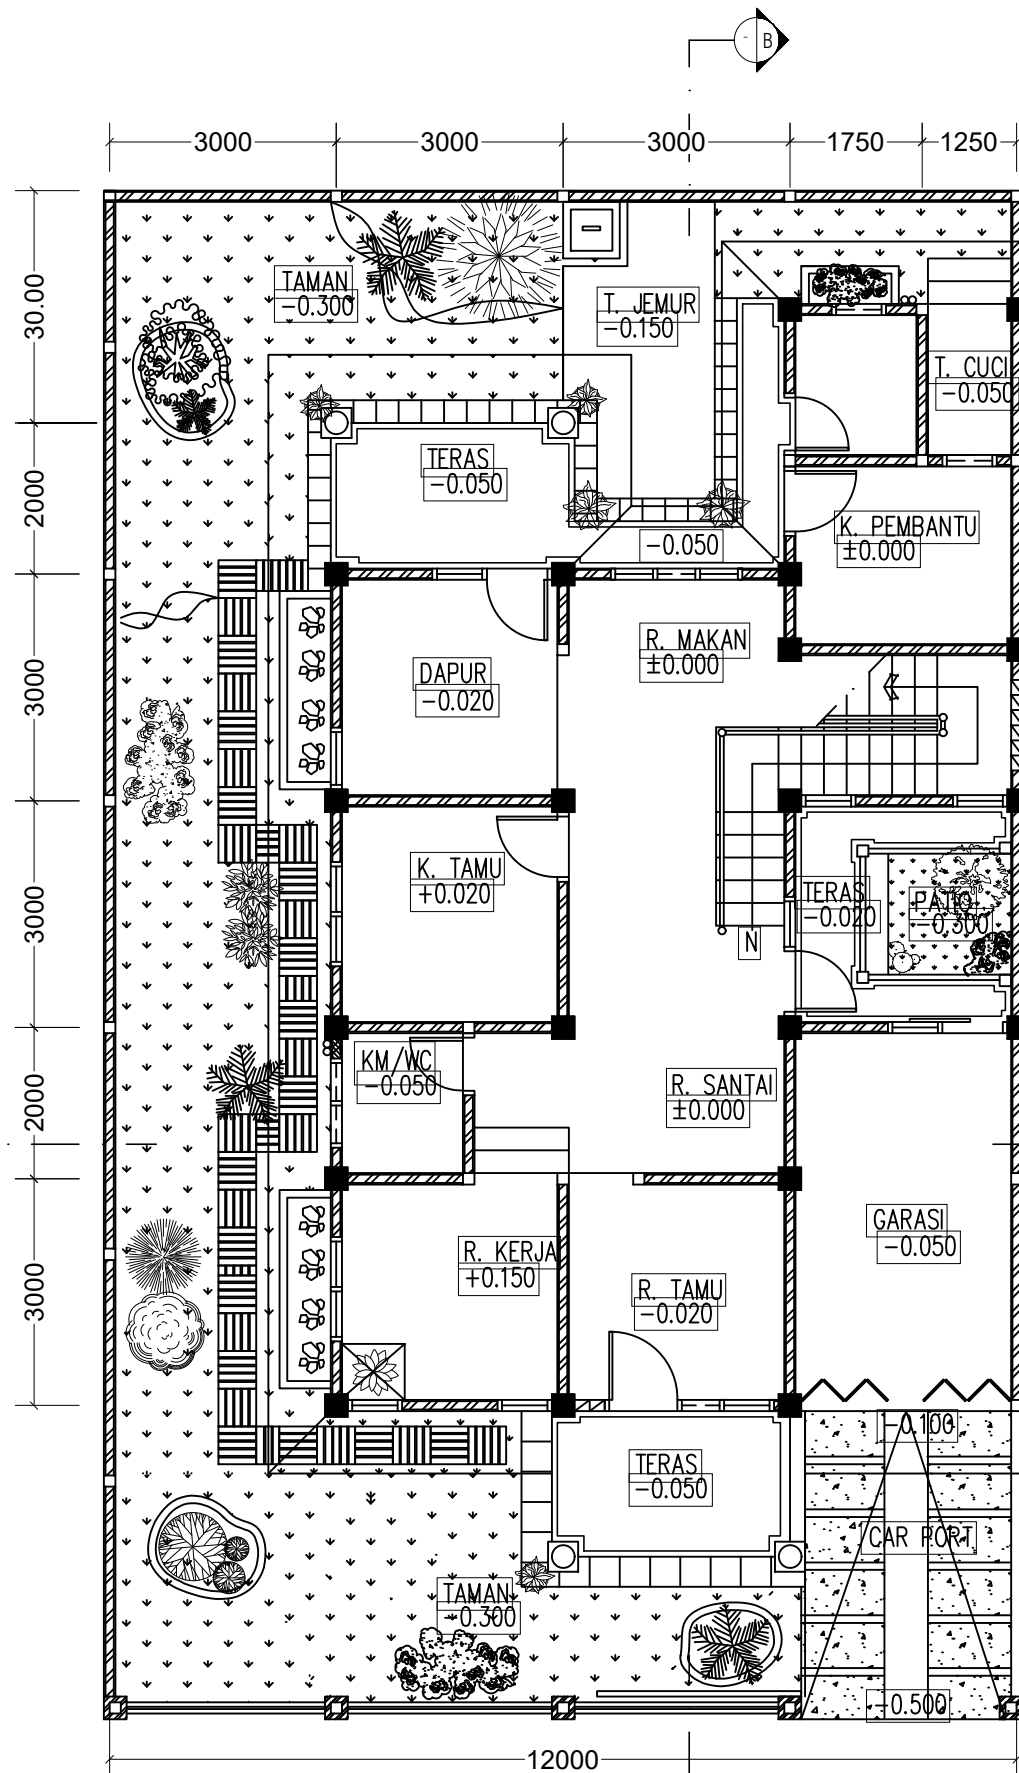 B
3000
3000
3000
1750
1250
30.00
2000
3000
3000
2000
3000
TAMAN
-0.300
T. JEMUR
-0.150
T. CUCI
-0.050
TERAS
-0.050
-0.050
K. PEMBANTU
±0.000
R. MAKAN
±0.000
DAPUR
-0.020
K. TAMU
+0.020
TERAS
-0.020
PATIO
-0.300
N
KM/WC
-0.050
R. SANTAI
±0.000
GARASI
-0.050
R. KERJA
+0.150
R. TAMU
-0.020
-0.100
TERAS
-0.050
CAR PORT
TAMAN
-0.300
-0.500
12000